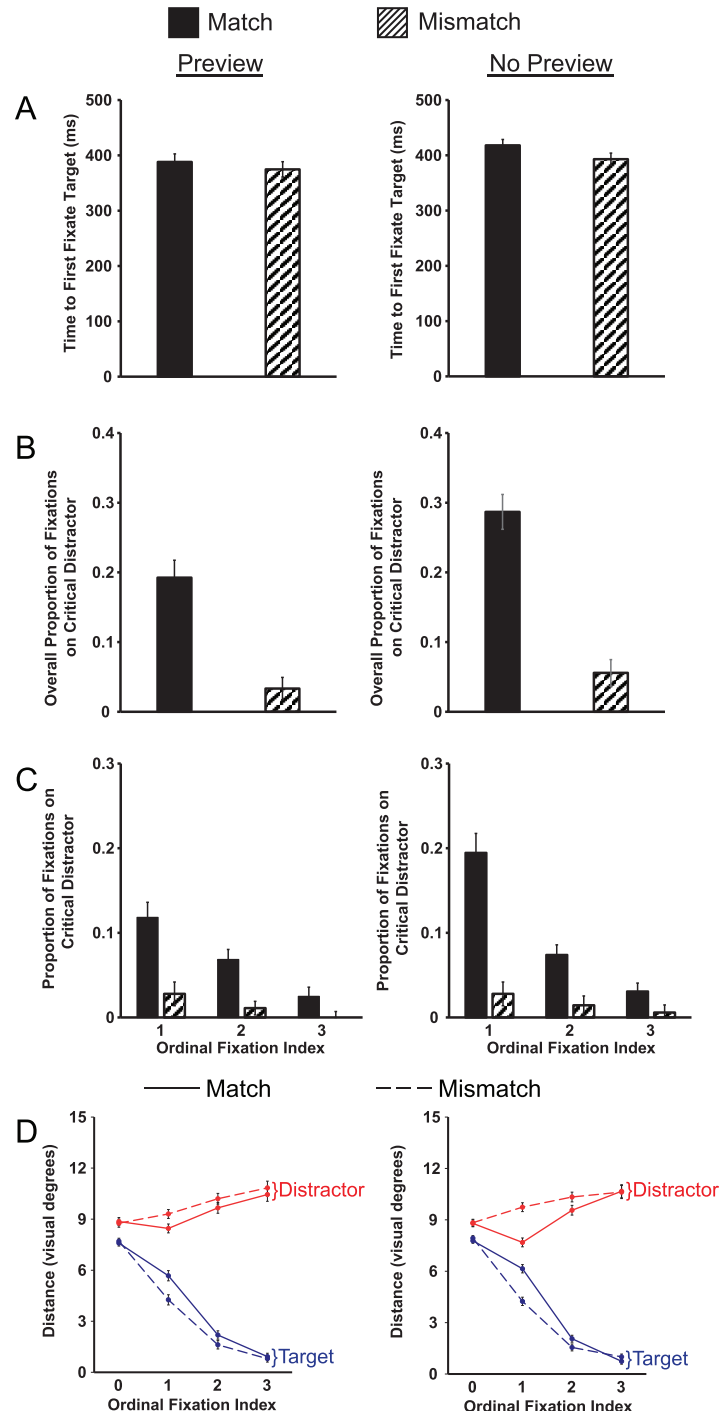 Match Mismatch
Preview No Preview
A
Time to First Fixate Target (ms)
500
400
300
200
100
0
Time to First Fixate Target (ms)
500
400
300
200
100
0
B
Overall Proportion of Fixations
on Critical Distractor
0.4
0.3
0.2
0.1
0
Overall Proportion of Fixations
on Critical Distractor
0.4
0.3
0.2
0.1
0
C
Proportion of Fixations on
Critical Distractor
0.3
0.2
0.1
0
1 2 3
Ordinal Fixation Index
Proportion of Fixations on
Critical Distractor
0.3
0.2
0.1
0
1 2 3
Ordinal Fixation Index
Match Mismatch
D
Distance (visual degrees)
15
12
9
6
3
0
}Distractor
}Target
0 1 2 3
Ordinal Fixation Index
Distance (visual degrees)
15
12
9
6
3
0
}Distractor
}Target
0 1 2 3
Ordinal Fixation Index